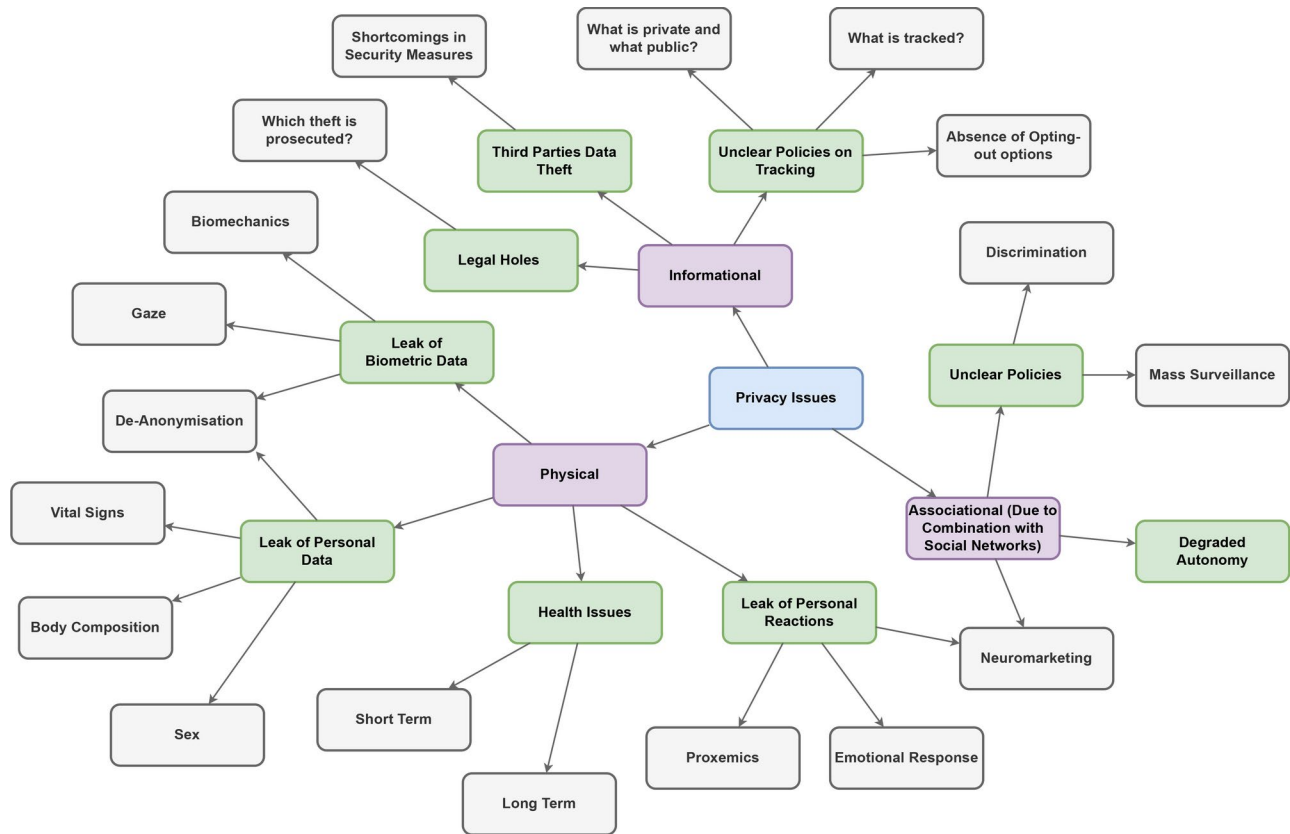 Shortcomings in
Security Measures
What is private and
what public?
What is tracked?
Which theft is
prosecuted?
Third Parties Data
Theft
Unclear Policies on
Tracking
Absence of Opting-
out options
Biomechanics
Legal Holes
Informational
Discrimination
Gaze
Leak of
Biometric Data
Privacy Issues
Unclear Policies
Mass Surveillance
De-Anonymisation
Physical
Vital Signs
Leak of Personal
Data
Associational (Due to
Combination with
Social Networks)
Degraded
Autonomy
Body Composition
Health Issues
Leak of Personal
Reactions
Neuromarketing
Sex
Short Term
Long Term
Proxemics
Emotional Response